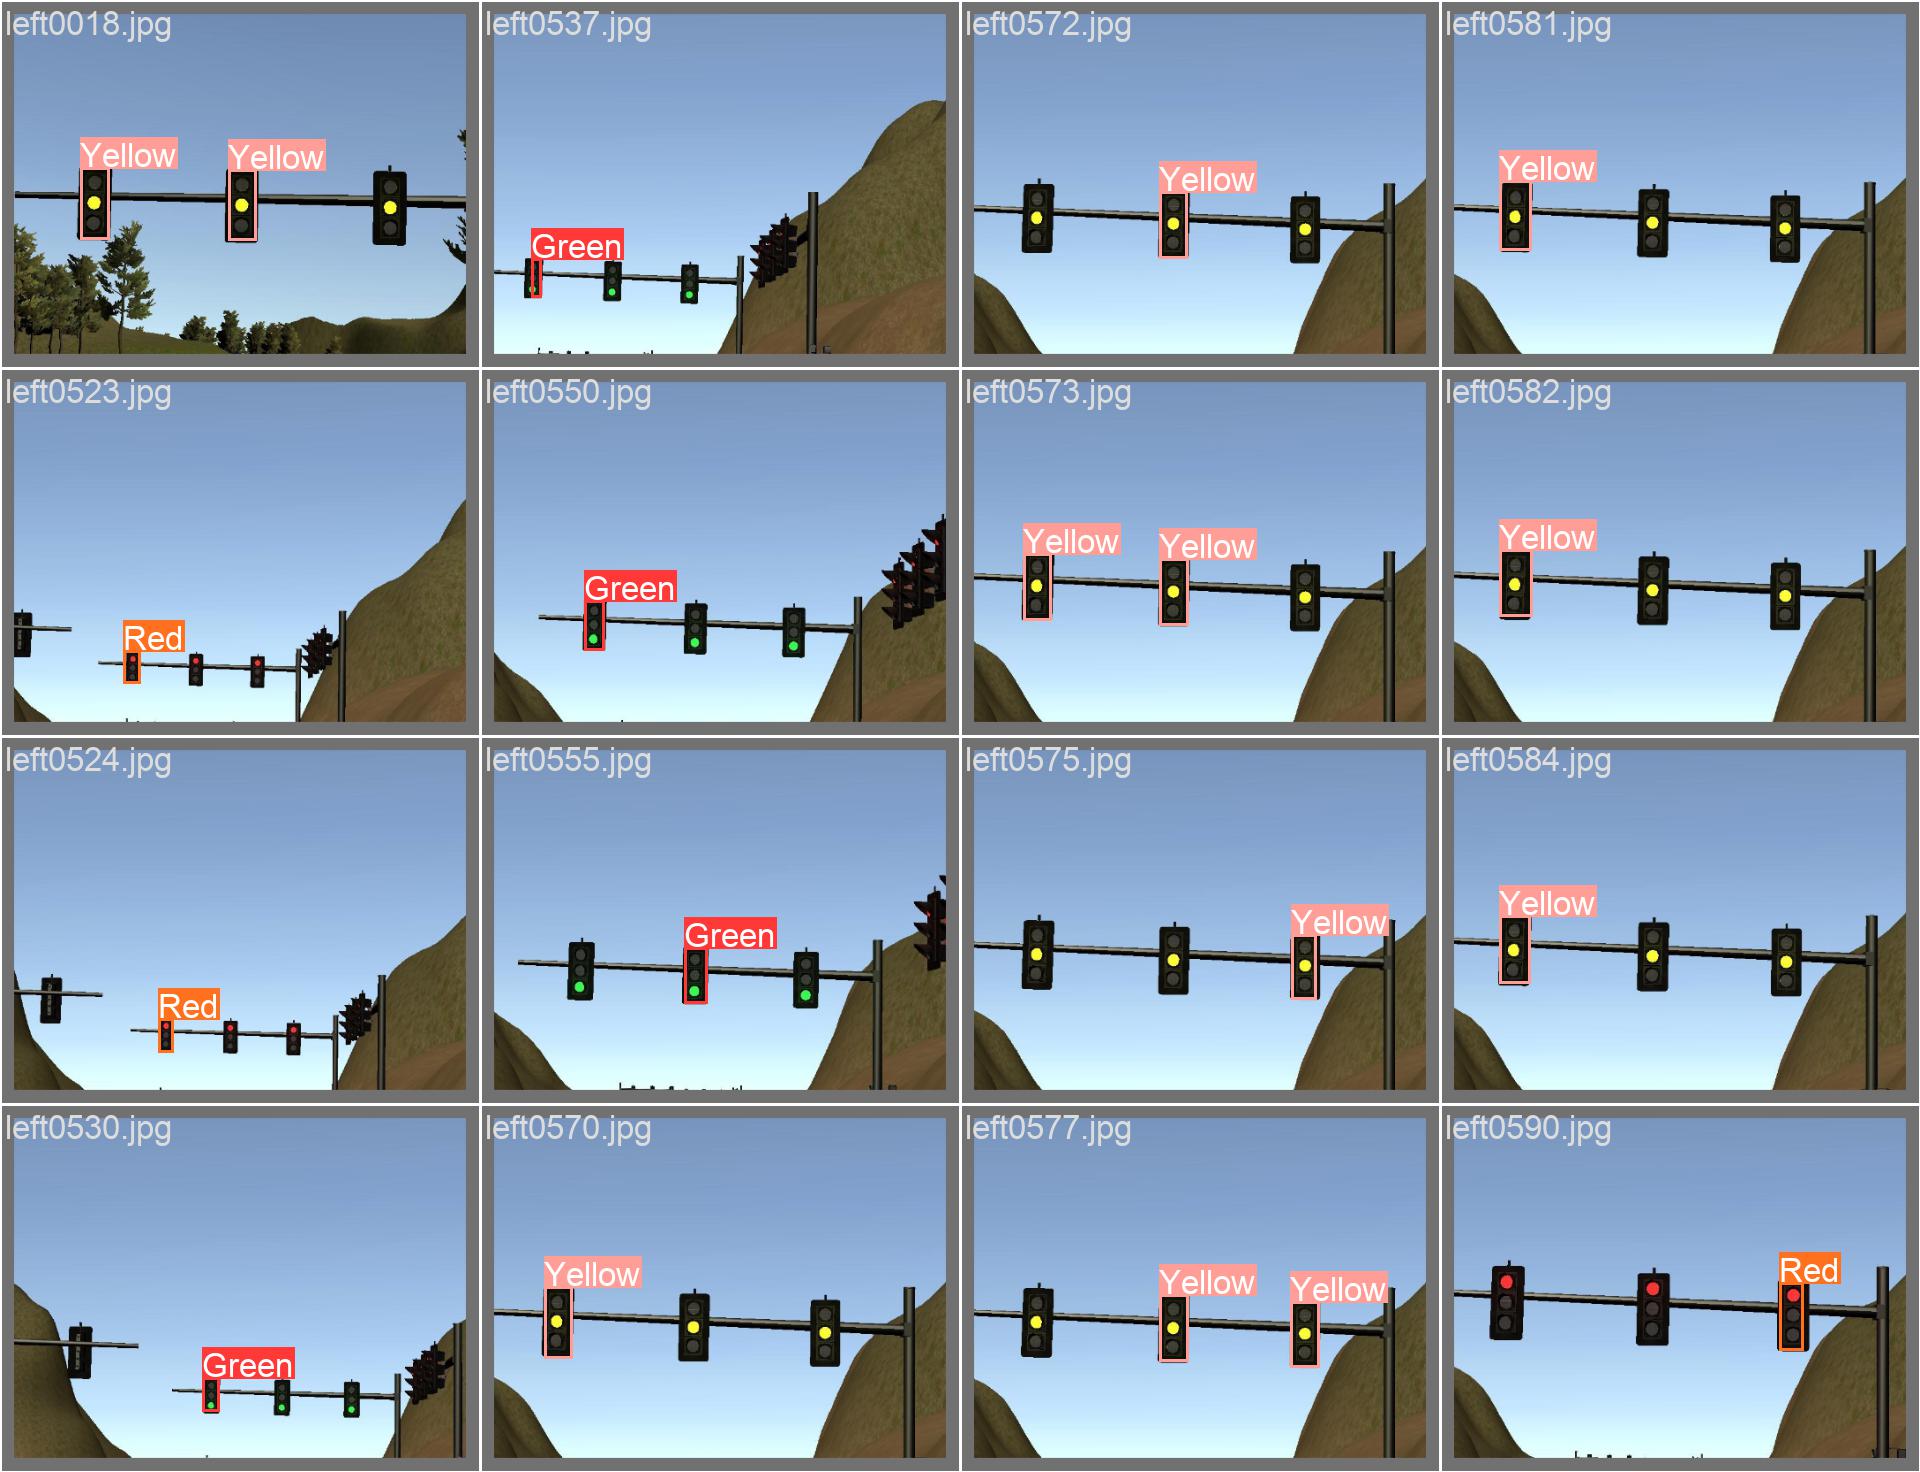 left0018.jpg
Yellow
Yellow
left0537.jpg
Green
left0572.jpg
Yellow
left0581.jpg
Yellow
left0523.jpg
Red
left0550.jpg
Green
left0573.jpg
Yellow
Yellow
left0582.jpg
Yellow
left0524.jpg
Red
left0555.jpg
Green
left0575.jpg
Yellow
left0584.jpg
Yellow
left0530.jpg
Green
left0570.jpg
Yellow
left0577.jpg
Yellow
Yellow
left0590.jpg
Red